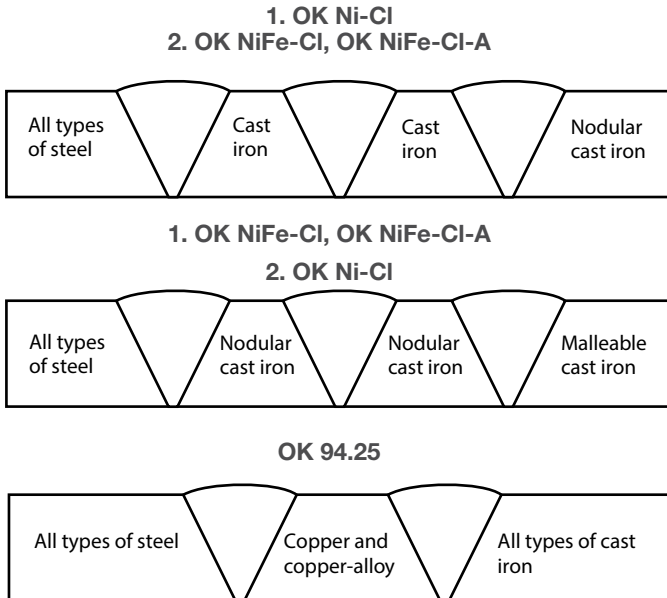 1. OK Ni-Cl
2. OK NiFe-Cl, OK NiFe-Cl-A
All types
of steel
Cast
iron
Cast
iron
Nodular
cast iron
1. OK NiFe-Cl, OK NiFe-Cl-A
2. OK Ni-Cl
All types
of steel
Nodular
cast iron
Nodular
cast iron
Malleable
cast iron
OK 94.25
All types of steel
Copper and
copper-alloy
All types of cast
iron